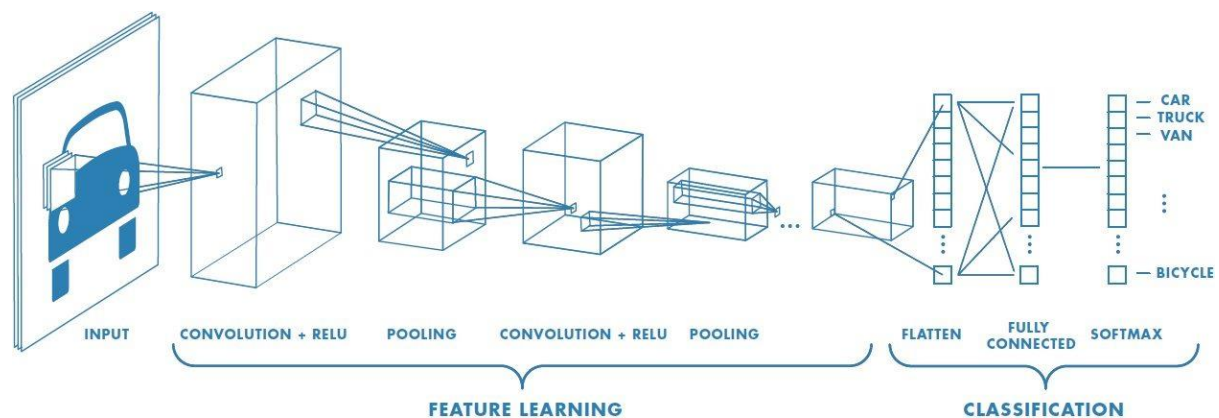 CAR
TRUCK
VAN
BICYCLE
INPUT
CONVOLUTION + RELU
POOLING
CONVOLUTION + RELU
POOLING
FLATTEN
FULLY
CONNECTED
SOFTMAX
FEATURE LEARNING
CLASSIFICATION